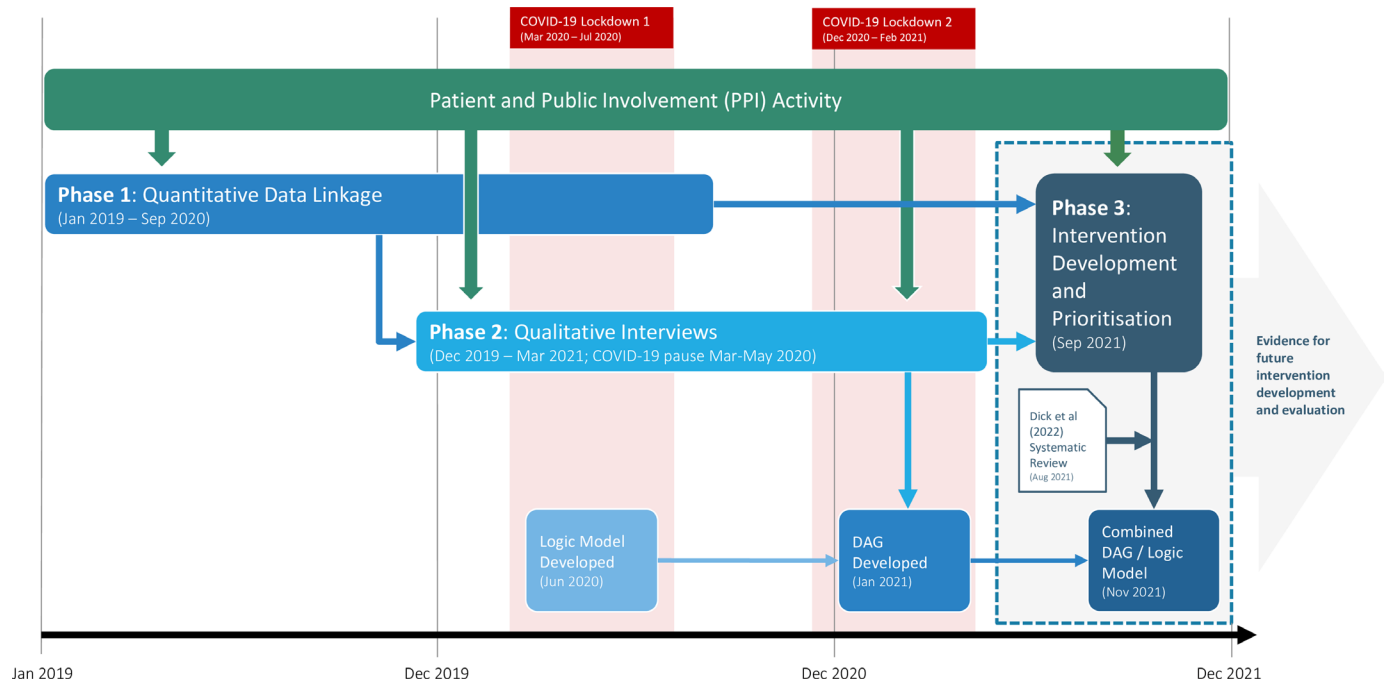 COVID-19 Lockdown 1
(Mar 2020 – Jul 2020)
COVID-19 Lockdown 2
(Dec 2020 – Feb 2021)
Patient and Public Involvement (PPI) Activity
Phase 1: Quantitative Data Linkage
(Jan 2019 – Sep 2020)
Phase 3:
Intervention
Development
and
Prioritisation
(Sep 2021)
Phase 2: Qualitative Interviews
(Dec 2019 – Mar 2021; COVID-19 pause Mar-May 2020)
Evidence for
future
intervention
development
and evaluation
Dick et al
(2022)
Systematic
Review
(Aug 2021)
Logic Model
Developed
(Jun 2020)
DAG
Developed
(Jan 2021)
Combined
DAG / Logic
Model
(Nov 2021)
Jan 2019
Dec 2019
Dec 2020
Dec 2021